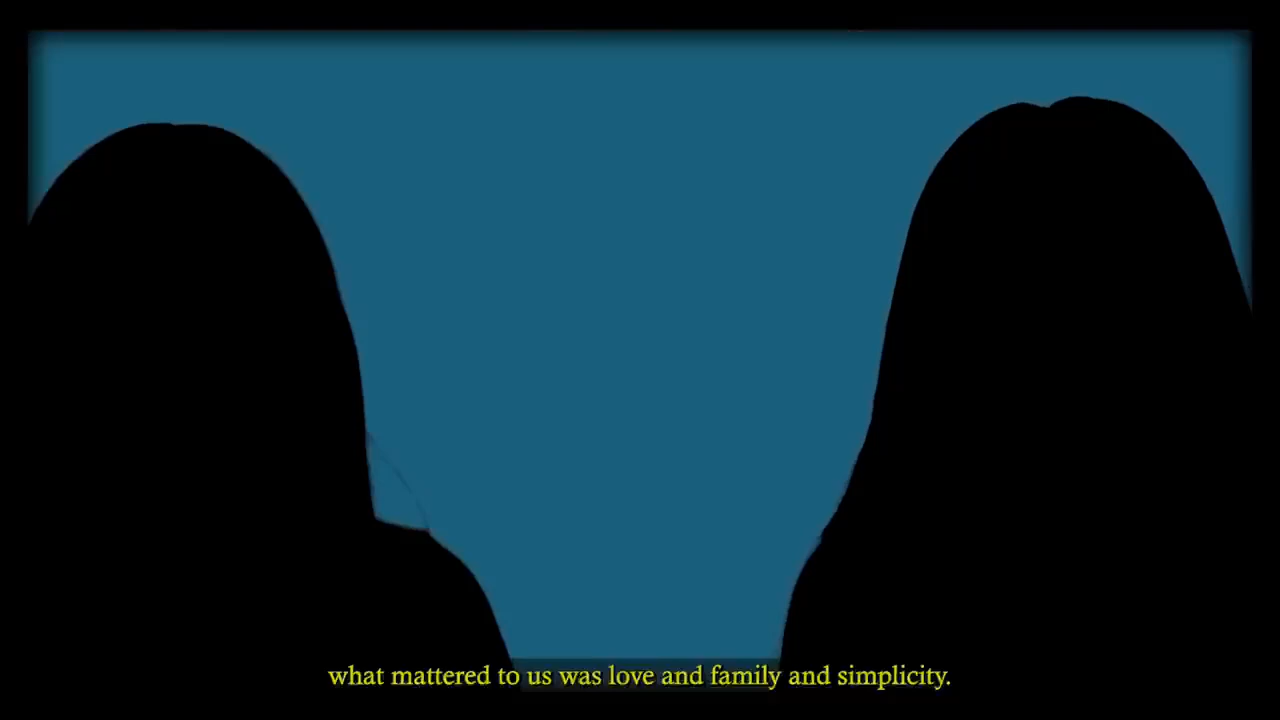 what mattered to us was love and family and simplicity.